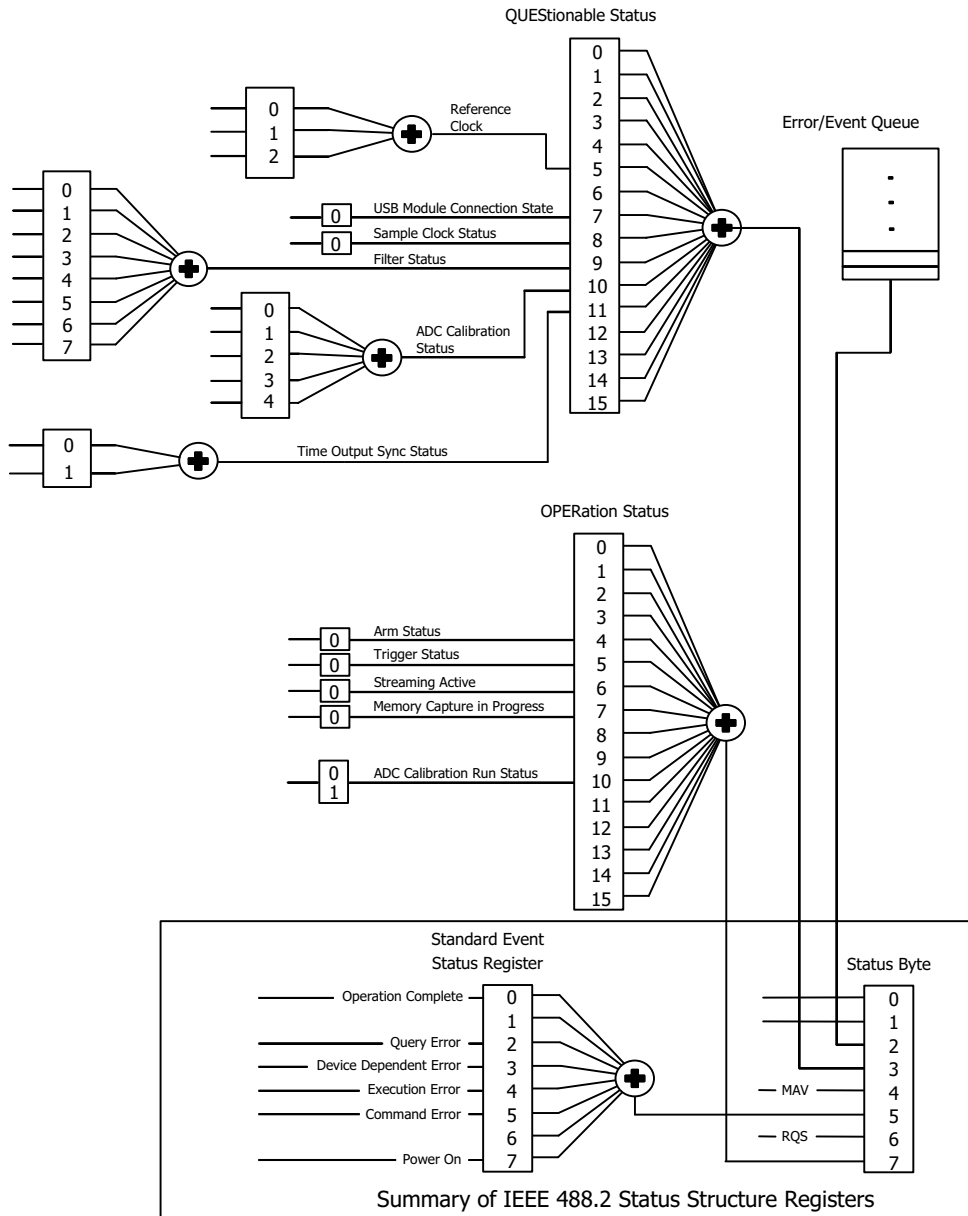 QUEStionable Status
0
1
2
3
4
5
6
7
8
9
10
11
12
13
14
15
0
1
2
Reference
Clock
Error/Event Queue
0
1
2
3
4
5
6
7
0
USB Module Connection State
0
Sample Clock Status
Filter Status
0
1
2
3
4
ADC Calibration
Status
0
1
Time Output Sync Status
OPERation Status
0
1
2
3
4
5
6
7
8
9
10
11
12
13
14
15
0
Arm Status
0
Trigger Status
0
Streaming Active
0
Memory Capture in Progress
0
1
ADC Calibration Run Status
Standard Event
Status Register
Operation Complete
Query Error
Device Dependent Error
Execution Error
Command Error
Power On
0
1
2
3
4
5
6
7
Status Byte
0
1
2
3
4
5
6
7
MAV
RQS
Summary of IEEE 488.2 Status Structure Registers